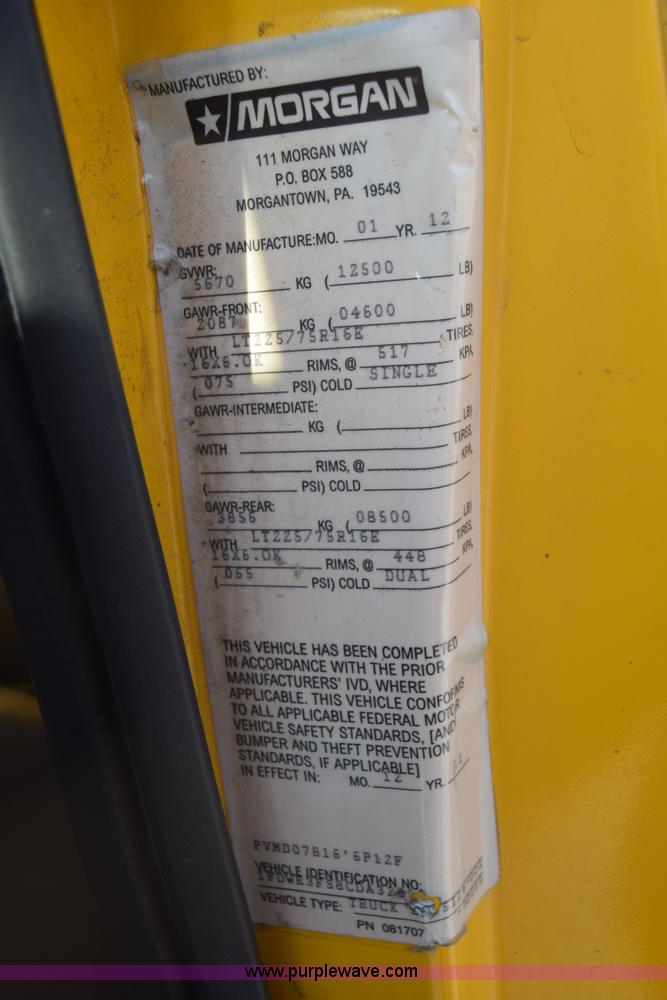 MANUFACTURED BY:
MORGAN
111 MORGAN WAY
P.O. BOX 588
MORGANTOWN, PA. 19543
DATE OF MANUFACTURE:MO. 01 YR. 12
GVWR:
5670 KG (12500 LB)
GAWR-FRONT:
2087 KG (04600 LB)
WITH LT225/75R16E TIRES,
16X6.0K RIMS, @ 517 KPA,
(075 PSI) COLD SINGLE
GAWR-INTERMEDIATE:
KG ( LB)
WITH TIRES,
RIMS, @ KPA,
( PSI) COLD
GAWR-REAR:
3856 KG (08500 LB)
WITH LT225/75R16E TIRES,
16X6.0K RIMS, @ 448 KPA,
(065 PSI) COLD DUAL
THIS VEHICLE HAS BEEN COMPLETED
IN ACCORDANCE WITH THE PRIOR
MANUFACTURERS' IVD, WHERE
APPLICABLE. THIS VEHICLE CONFORMS
TO ALL APPLICABLE FEDERAL MOTOR
VEHICLE SAFETY STANDARDS, [AND
BUMPER AND THEFT PREVENTION
STANDARDS, IF APPLICABLE]
IN EFFECT IN: MO. 12 YR.
PVMD07816'6P12F
VEHICLE IDENTIFICATION NO:
VEHICLE TYPE: TRUCK
PN 081707
www.purplewave.com